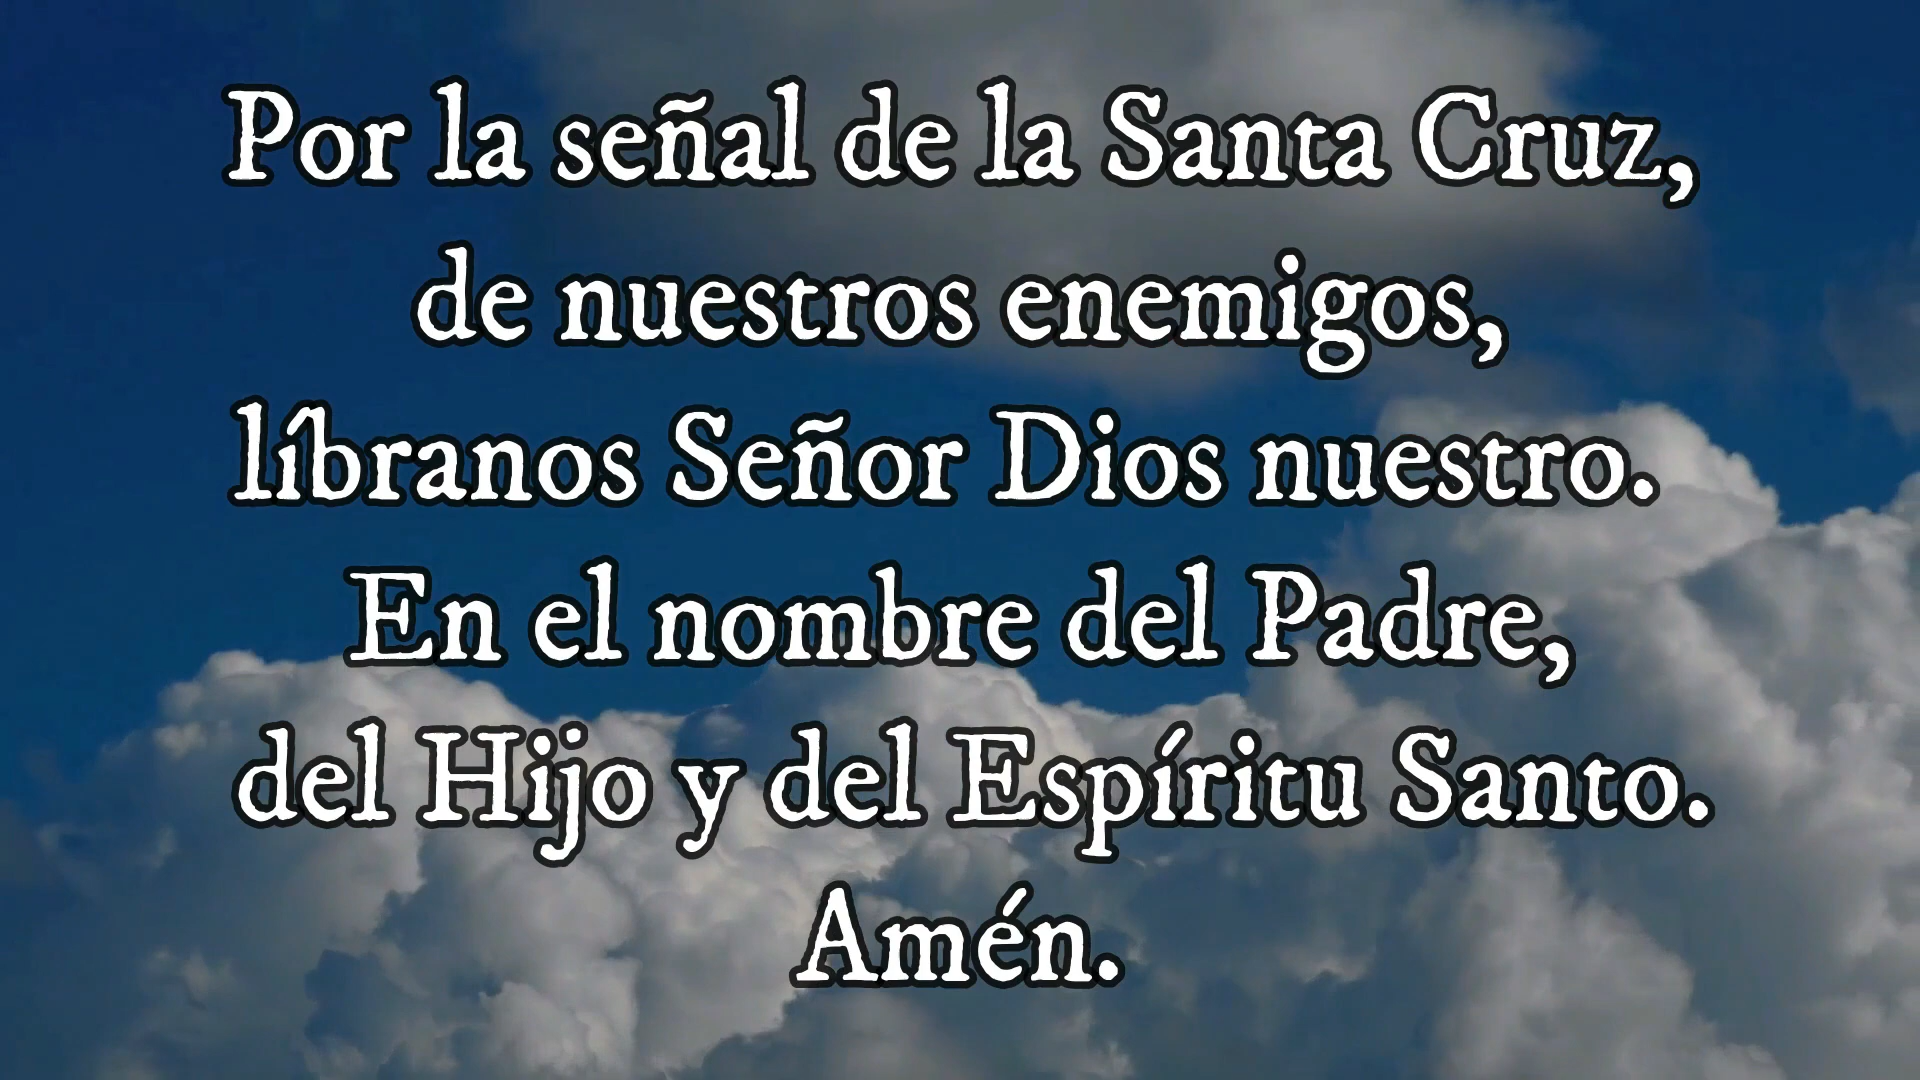 Por la señal de la Santa Cruz,
de nuestros enemigos,
líbranos Señor Dios nuestro.
En el nombre del Padre,
del Hijo y del Espíritu Santo.
Amén.